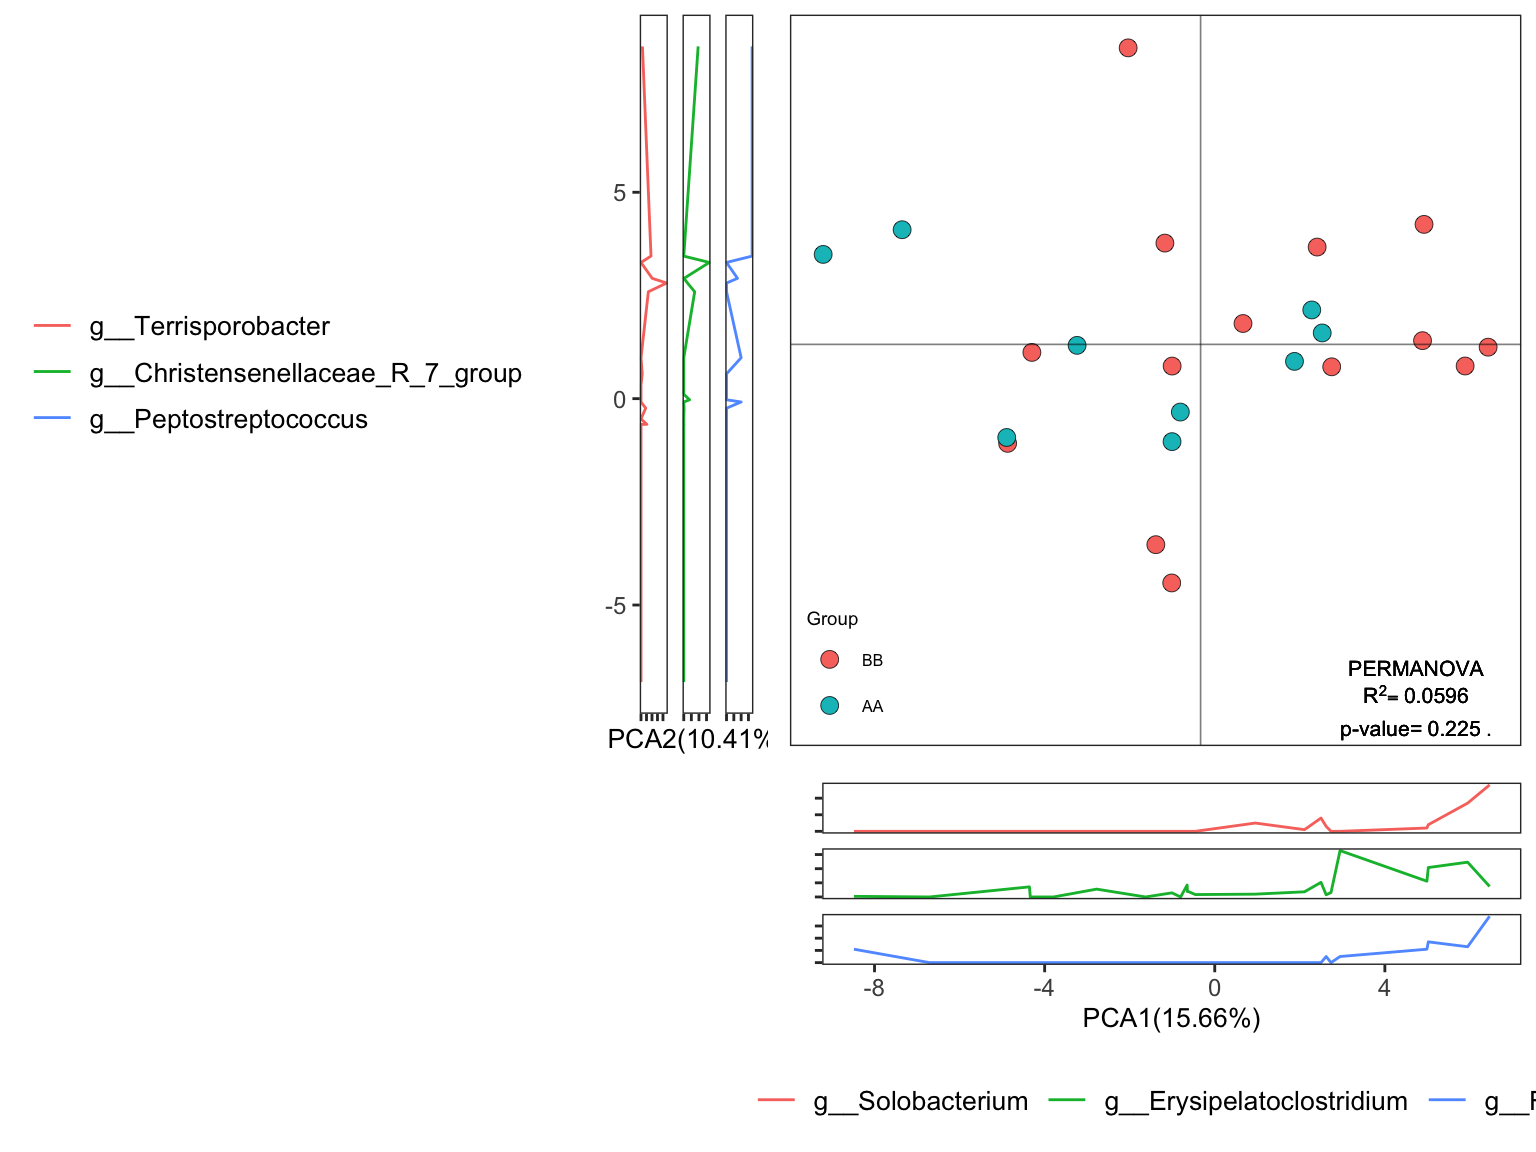 g__Terrisporobacter
g__Christensenellaceae_R_7_group
g__Peptostreptococcus
5
0
-5
PCA2(10.41%
Group
BB
AA
PERMANOVA
R²= 0.0596
p-value= 0.225 .
-8
-4
0
4
PCA1(15.66%)
g__Solobacterium
g__Erysipelatoclostridium